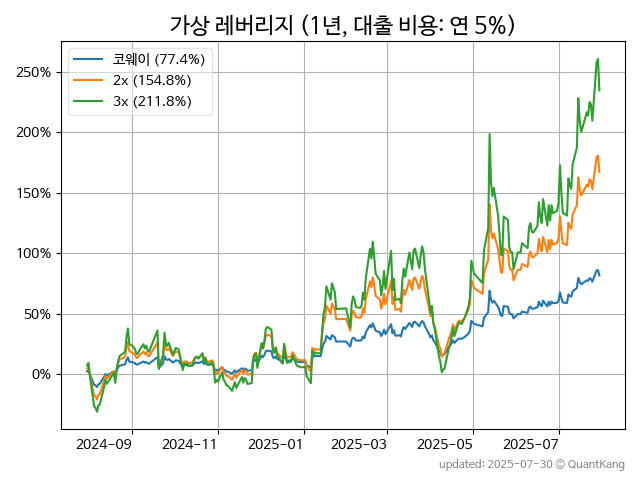 가상 레버리지 (1년, 대출 비용: 연 5%)
코웨이 (77.4%)
2x (154.8%)
3x (211.8%)
250%
200%
150%
100%
50%
0%
2024-09
2024-11
2025-01
2025-03
2025-05
2025-07
updated: 2025-07-30 © QuantKang